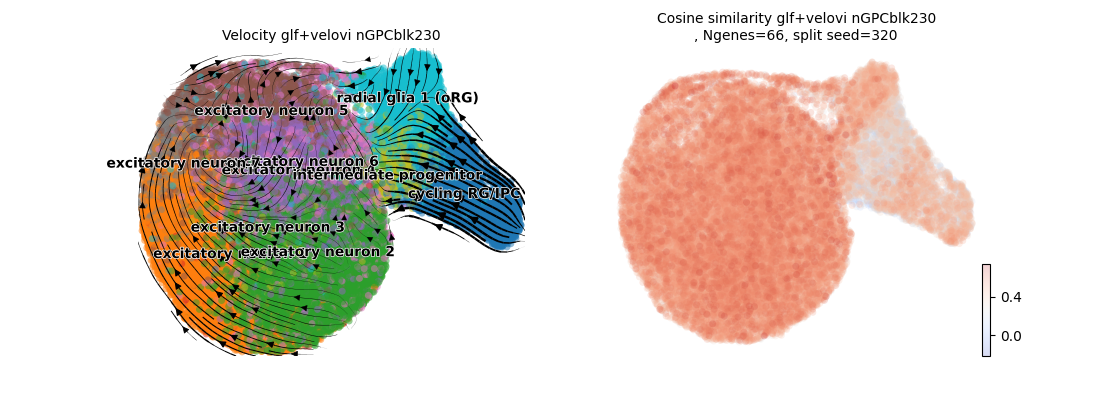 Velocity glf+velovi nGPCblk230
Cosine similarity glf+velovi nGPCblk230
, Ngenes=66, split seed=320
radial glia 1 (oRG)
excitatory neuron 5
excitatory neuron
neuron 6
intermediate progenitor
cycling RG/IPC
excitatory neuron 3
excitatory neuron 2
0.4
0.0